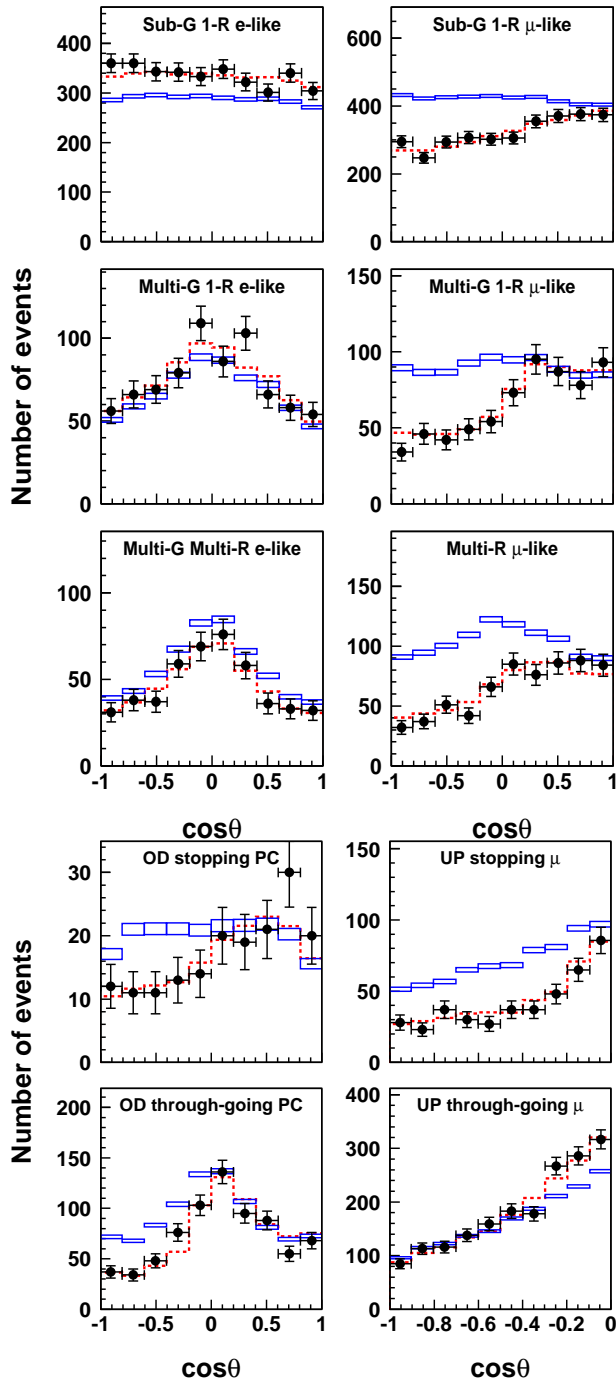 Sub-G 1-R e-like
400
300
200
100
0
Sub-G 1-R μ-like
600
400
200
0
Number of events
Multi-G 1-R e-like
100
50
0
Multi-G 1-R μ-like
150
100
50
0
Multi-G Multi-R e-like
100
50
0
-1 -0.5 0 0.5 1
cosθ
Multi-R μ-like
150
100
50
0
-1 -0.5 0 0.5 1
cosθ
Number of events
OD stopping PC
30
20
10
0
UP stopping μ
150
100
50
0
OD through-going PC
200
150
100
50
0
-1 -0.5 0 0.5 1
cosθ
UP through-going μ
400
300
200
100
0
-1 -0.8 -0.6 -0.4 -0.2 0
cosθ